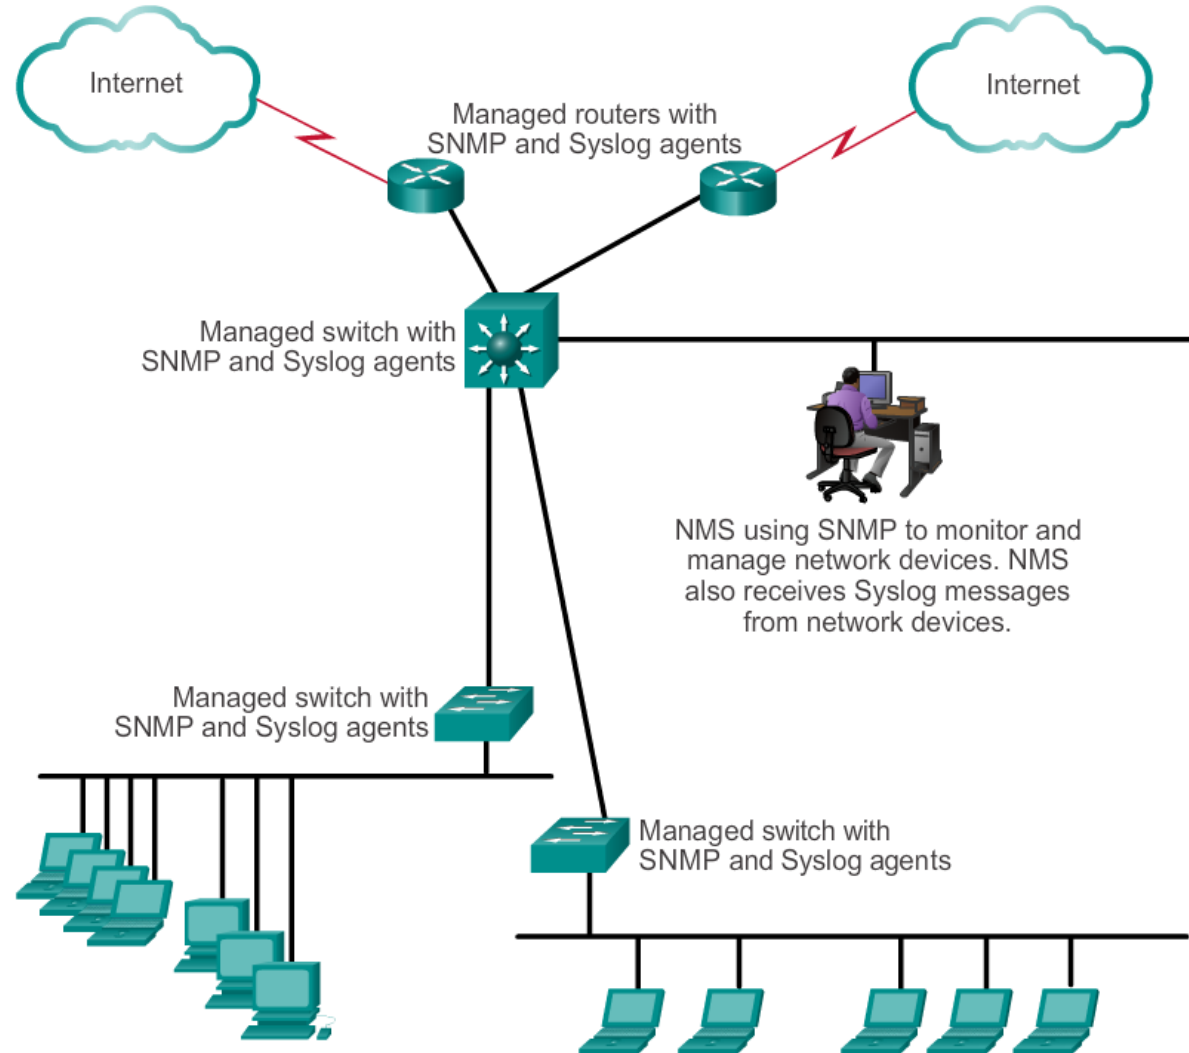 Internet
Internet
Managed routers with
SNMP and Syslog agents
Managed switch with
SNMP and Syslog agents
NMS using SNMP to monitor and
manage network devices. NMS
also receives Syslog messages
from network devices.
Managed switch with
SNMP and Syslog agents
Managed switch with
SNMP and Syslog agents